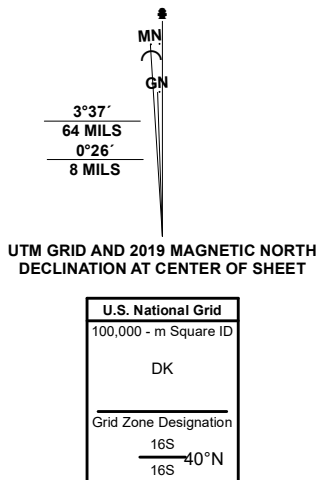 MN
GN
3°37´
64 MILS
0°26´
8 MILS
UTM GRID AND 2019 MAGNETIC NORTH
DECLINATION AT CENTER OF SHEET
U.S. National Grid
100,000 - m Square ID
DK
Grid Zone Designation
16S
40°N
16S